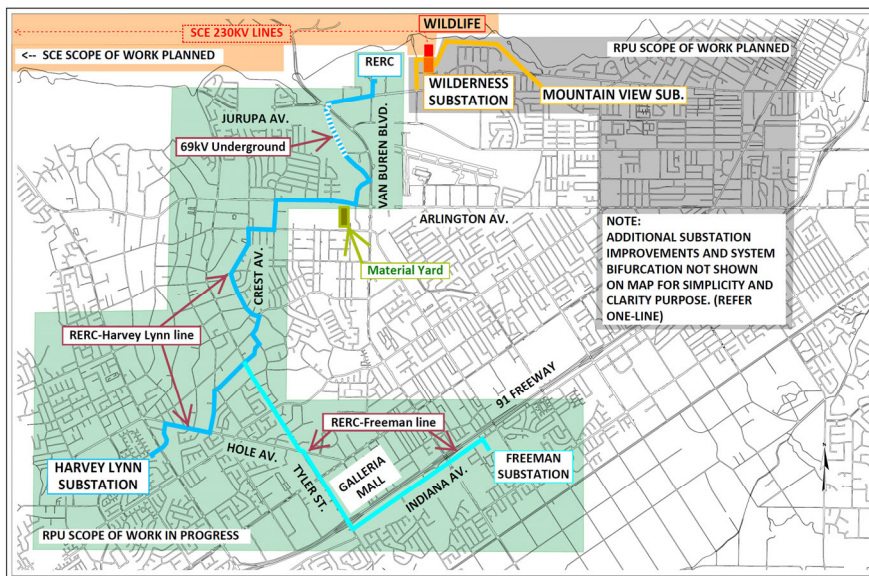 WILDLIFE
SCE 230KV LINES
<-- SCE SCOPE OF WORK PLANNED
RPU SCOPE OF WORK PLANNED
RERC
WILDERNESS
SUBSTATION
MOUNTAIN VIEW SUB.
JURUPA AV.
69kV Underground
VAN BUREN BLVD.
ARLINGTON AV.
NOTE:
ADDITIONAL SUBSTATION
IMPROVEMENTS AND SYSTEM
BIFURCATION NOT SHOWN
ON MAP FOR SIMPLICITY AND
CLARITY PURPOSE. (REFER
ONE-LINE)
Material Yard
CREST AV.
RERC-Harvey Lynn line
91 FREEWAY
RERC-Freeman line
HOLE AV.
HARVEY LYNN
SUBSTATION
TYLER ST.
GALLERIA
MALL
INDIANA AV.
FREEMAN
SUBSTATION
RPU SCOPE OF WORK IN PROGRESS